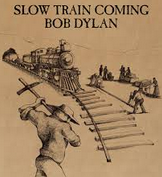 SLOW TRAIN COMING
BOB DYLAN